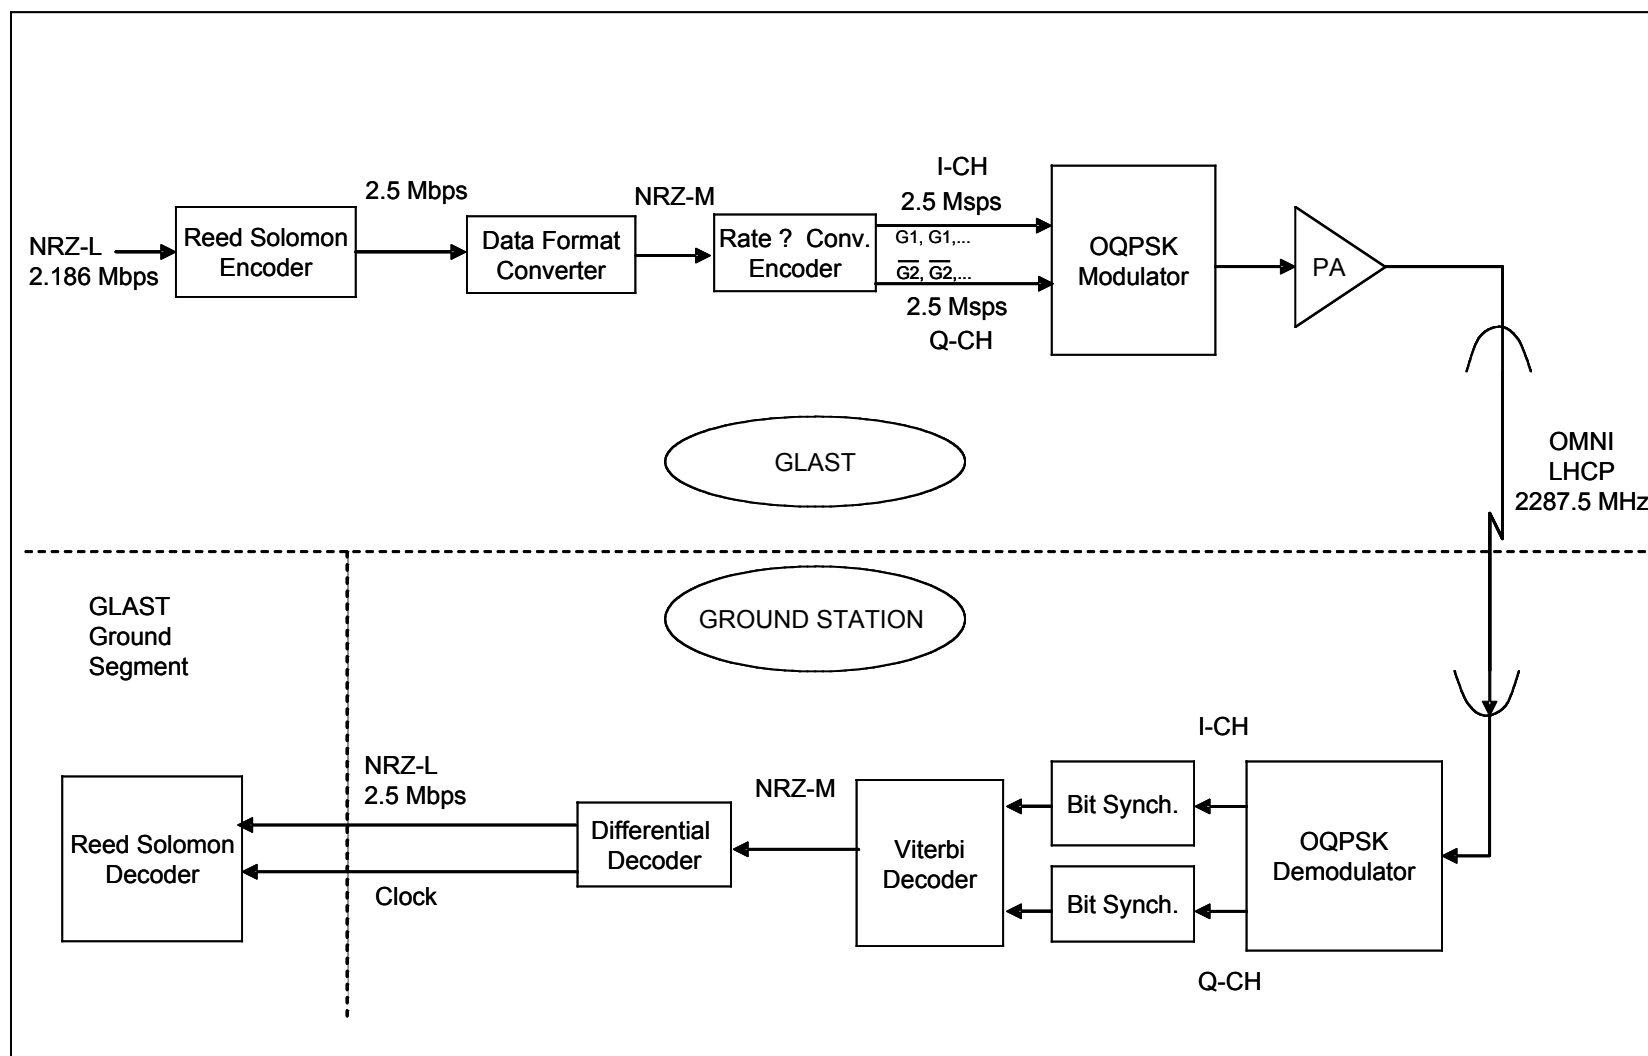 NRZ-L
2.186 Mbps
Reed Solomon
Encoder
2.5 Mbps
Data Format
Converter
NRZ-M
Rate ? Conv.
Encoder
I-CH
2.5 Msps
G1, G1,...
G̅2̅, G̅2̅,...
2.5 Msps
Q-CH
OQPSK
Modulator
PA
OMNI
LHCP
2287.5 MHz
GLAST
GLAST
Ground
Segment
GROUND STATION
Reed Solomon
Decoder
NRZ-L
2.5 Mbps
Clock
Differential
Decoder
NRZ-M
Viterbi
Decoder
Bit Synch.
Bit Synch.
I-CH
Q-CH
OQPSK
Demodulator